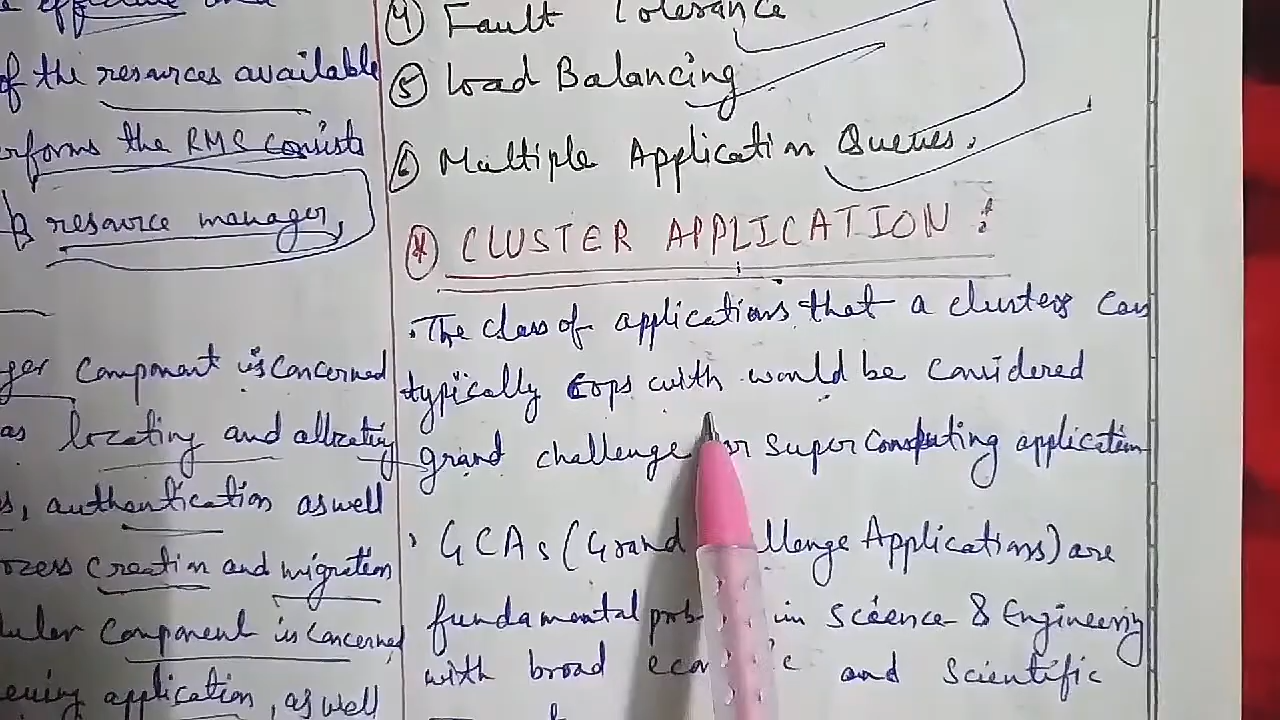 of the resources available
the RMS consists
resource manager,
component is concerned
as locating and allocating
authentication as well
creation and migration
component is concerned
application, as well
④ Fault Tolerance
⑤ Load Balancing
⑥ Multiple Application Queues.
* CLUSTER APPLICATION :
• The class of applications that a clusters can
typically cops with would be considered
grand challenge or super computing application
• GCAs (Grand Applications) are
fundamental in science & Engineering
with broad and scientific